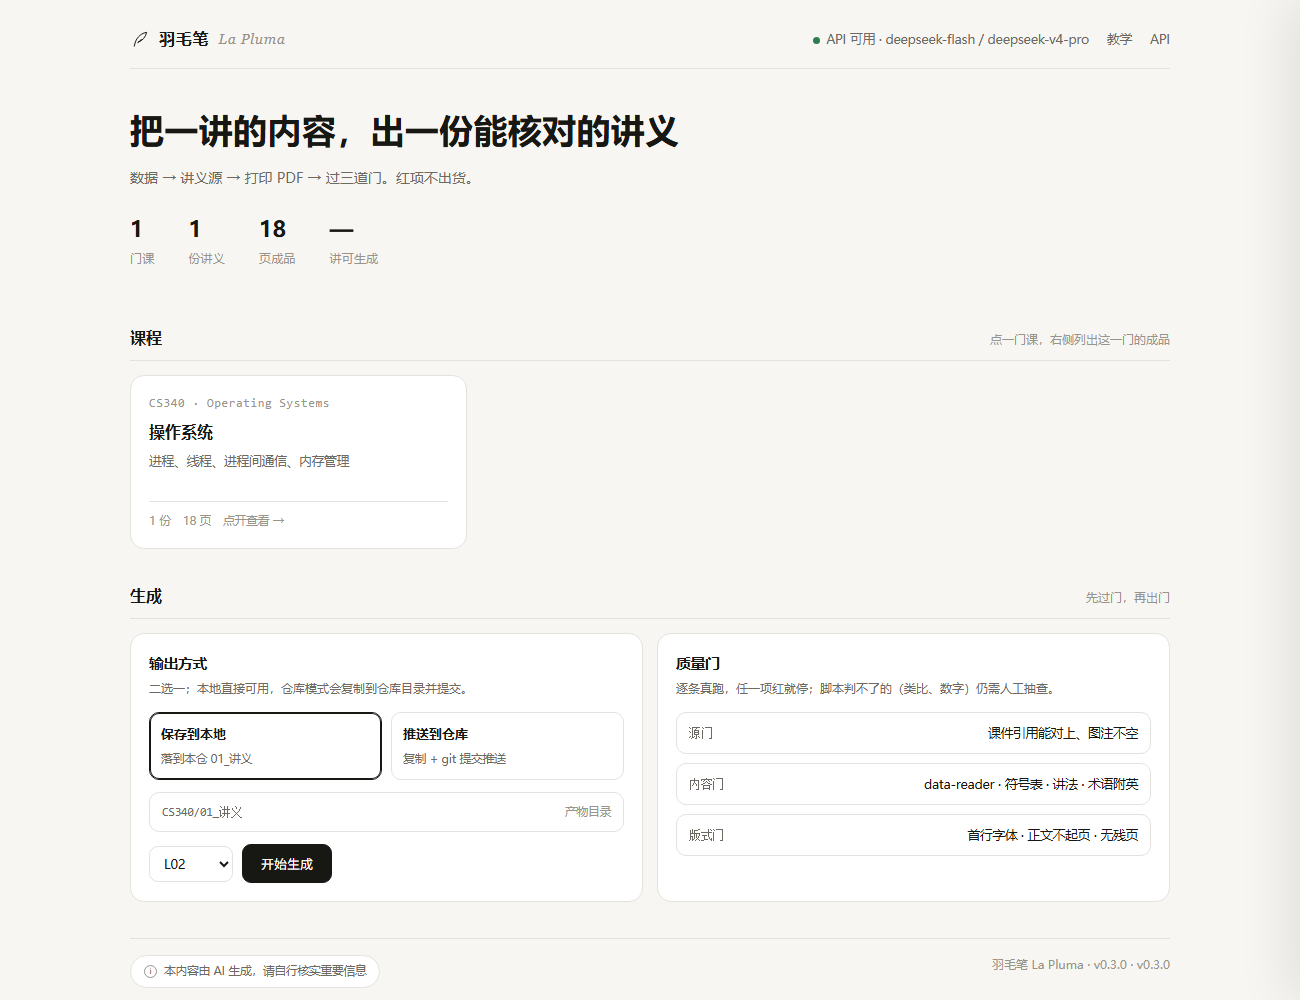 羽毛笔 La Pluma
API 可用 · deepseek-flash / deepseek-v4-pro 教学 API
把一讲的内容，出一份能核对的讲义
数据 → 讲义源 → 打印 PDF → 过三道门。红项不出货。
1 1 18 —
门课 份讲义 页成品 讲可生成
课程 点一门课，右侧列出这一门的成品
CS340 · Operating Systems
操作系统
进程、线程、进程间通信、内存管理
1 份 18 页 点开查看 →
生成 先过门，再出门
输出方式
二选一；本地直接可用，仓库模式会复制到仓库目录并提交。
保存到本地
落到本仓 01_讲义
推送到仓库
复制 + git 提交推送
CS340/01_讲义 产物目录
L02 开始生成
质量门
逐条真跑，任一项红就停；脚本判不了的（类比、数字）仍需人工抽查。
源门 课件引用能对上、图注不空
内容门 data-reader · 符号表 · 讲法 · 术语附英
版式门 首行字体 · 正文不起页 · 无残页
本内容由 AI 生成，请自行核实重要信息
羽毛笔 La Pluma · v0.3.0 · v0.3.0